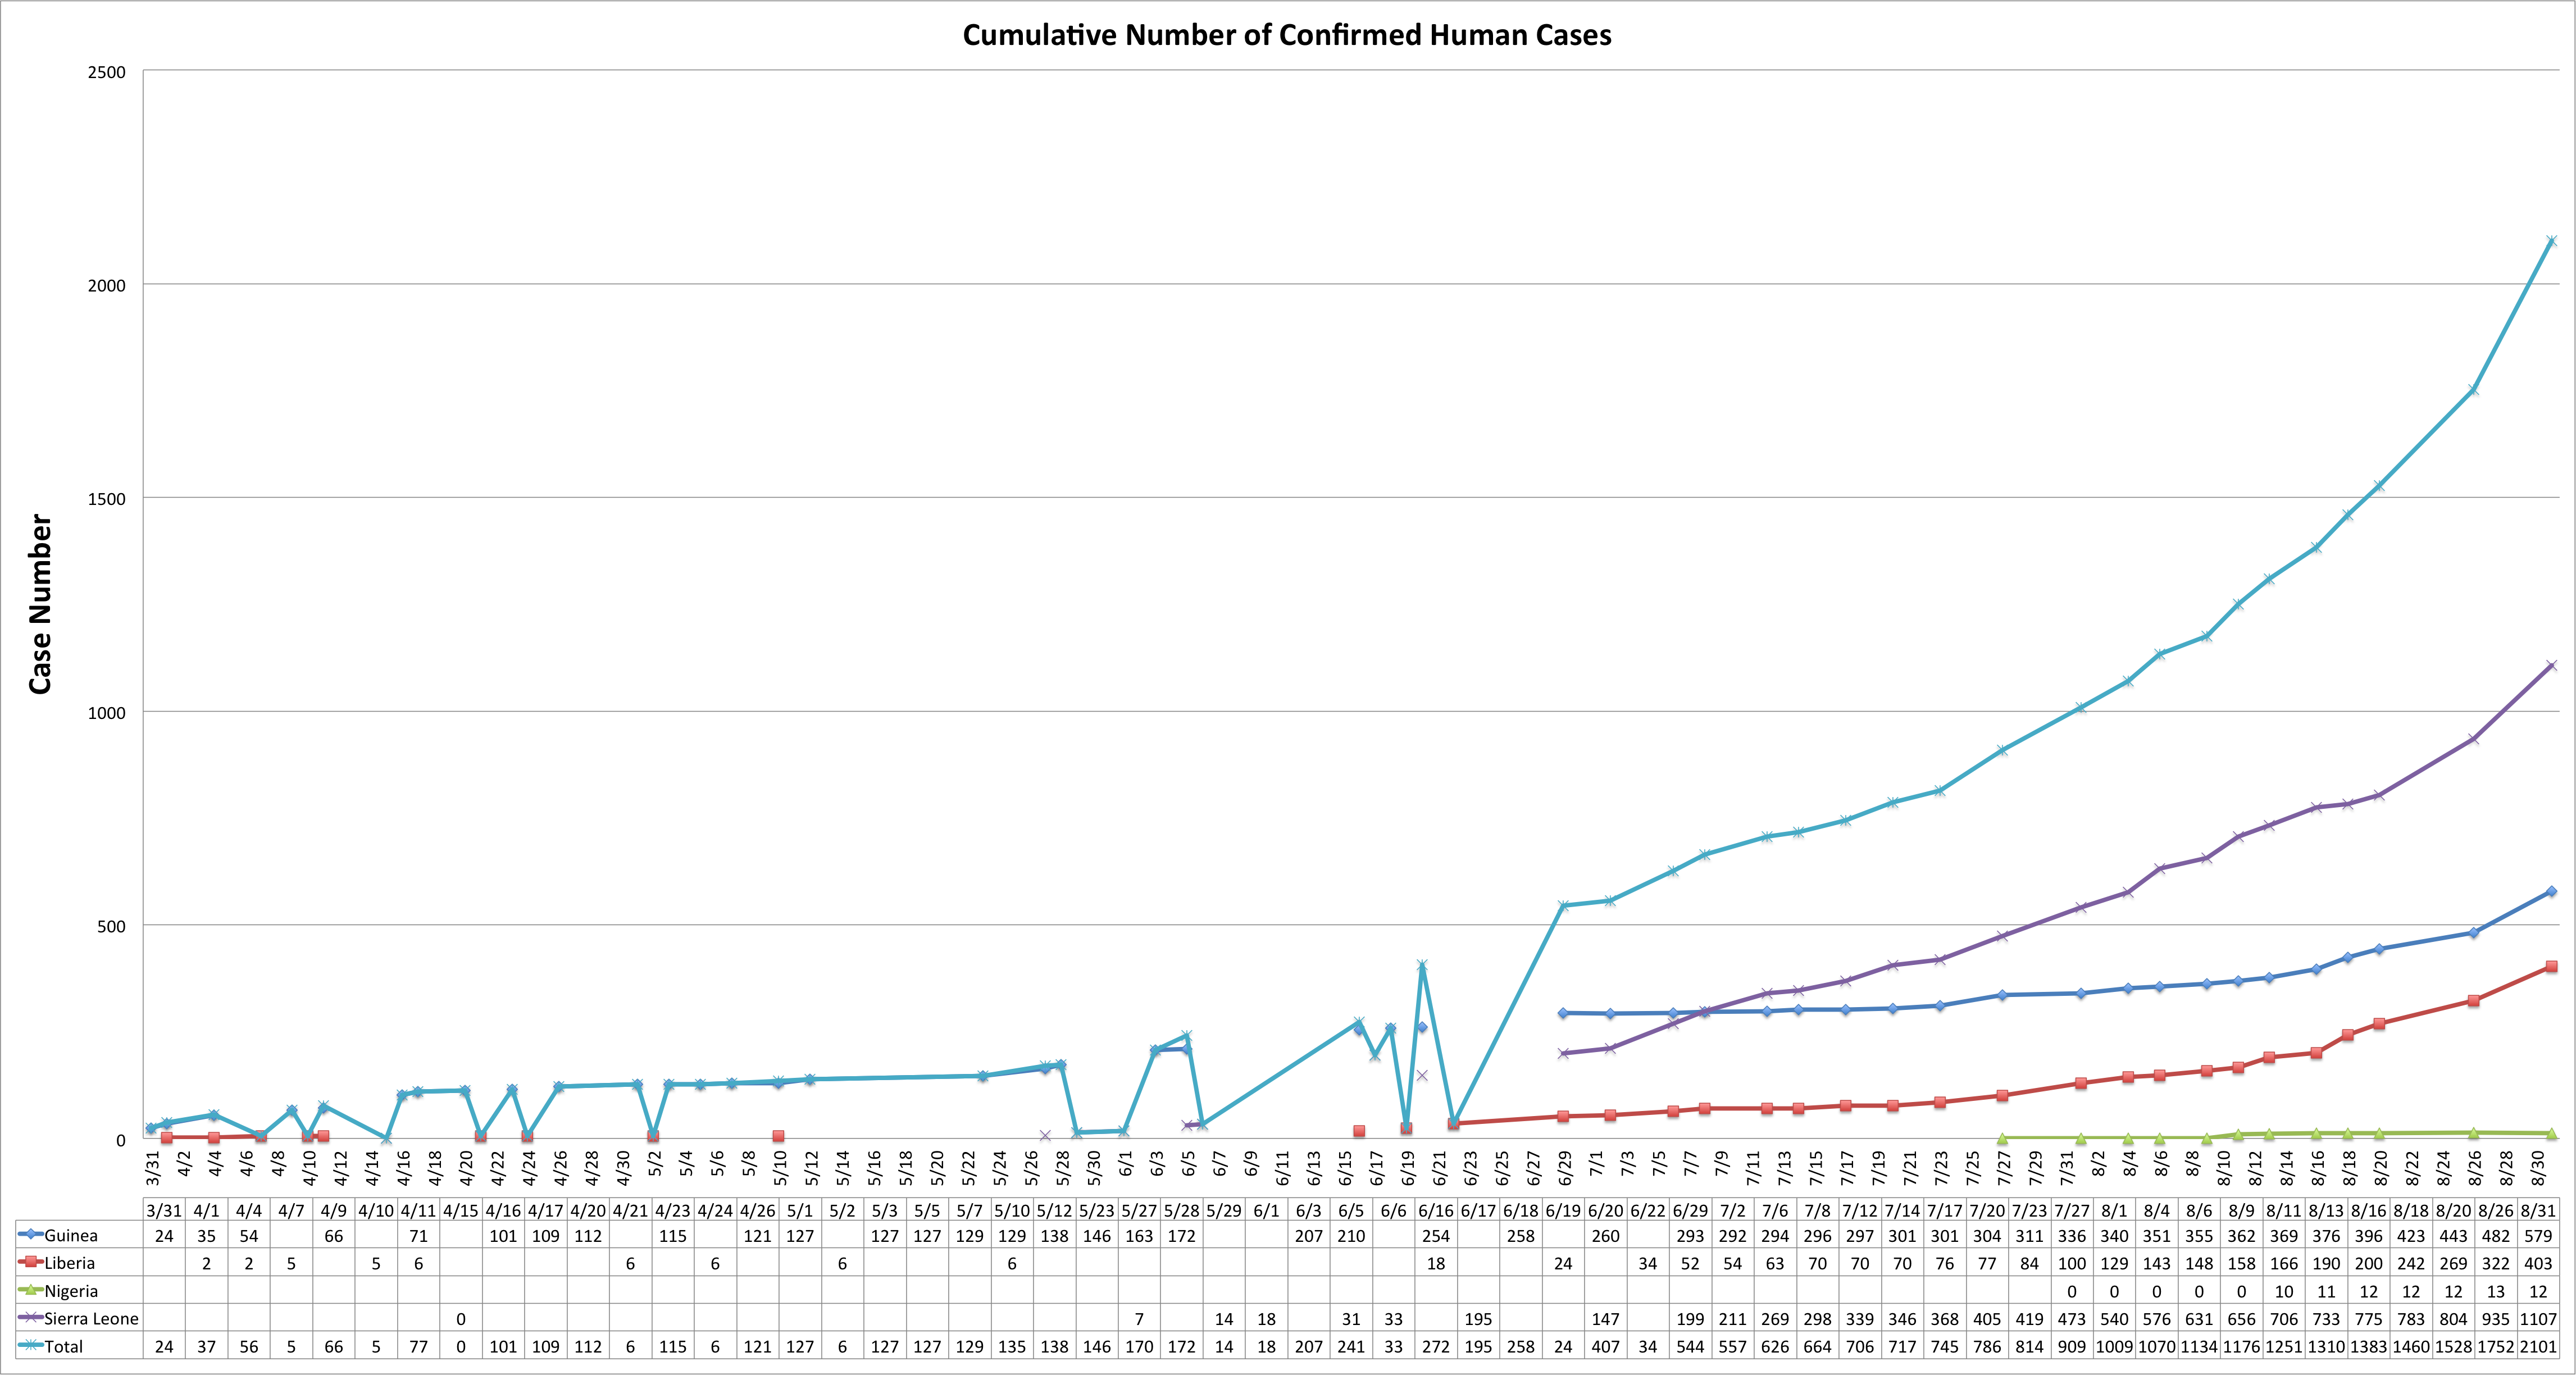 Cumulative Number of Confirmed Human Cases
Case Number
2500
2000
1500
1000
500
0
3/31 4/2 4/4 4/6 4/8 4/10 4/12 4/14 4/16 4/18 4/20 4/22 4/24 4/26 4/28 4/30 5/2 5/4 5/6 5/8 5/10 5/12 5/14 5/16 5/18 5/20 5/22 5/24 5/26 5/28 5/30 6/1 6/3 6/5 6/7 6/9 6/11 6/13 6/15 6/17 6/19 6/21 6/23 6/25 6/27 6/29 7/1 7/3 7/5 7/7 7/9 7/11 7/13 7/15 7/17 7/19 7/21 7/23 7/25 7/27 7/29 7/31 8/2 8/4 8/6 8/8 8/10 8/12 8/14 8/16 8/18 8/20 8/22 8/24 8/26 8/28 8/30
3/31 4/1 4/4 4/7 4/9 4/10 4/11 4/15 4/16 4/17 4/20 4/21 4/23 4/24 4/26 5/1 5/2 5/3 5/5 5/7 5/10 5/12 5/23 5/27 5/28 5/29 6/1 6/3 6/5 6/6 6/16 6/17 6/18 6/19 6/20 6/22 6/29 7/2 7/6 7/8 7/12 7/14 7/17 7/20 7/23 7/27 8/1 8/4 8/6 8/9 8/11 8/13 8/16 8/18 8/20 8/26 8/31
Guinea 24 35 54 66 71 101 109 112 115 121 127 127 127 129 129 138 146 163 172 207 210 254 258 260 293 292 294 296 297 301 301 304 311 336 340 351 355 362 369 376 396 423 443 482 579
Liberia 2 2 5 5 6 6 6 6 6 18 24 34 52 54 63 70 70 70 76 77 84 100 129 143 148 158 166 190 200 242 269 322 403
Nigeria 0 0 0 0 0 10 11 12 12 12 13 12
Sierra Leone 0 7 14 18 31 33 195 147 199 211 269 298 339 346 368 405 419 473 540 576 631 656 706 733 775 783 804 935 1107
Total 24 37 56 5 66 5 77 0 101 109 112 6 115 6 121 127 6 127 127 129 135 138 146 170 172 14 18 207 241 33 272 195 258 24 407 34 544 557 626 664 706 717 745 786 814 909 1009 1070 1134 1176 1251 1310 1383 1460 1528 1752 2101